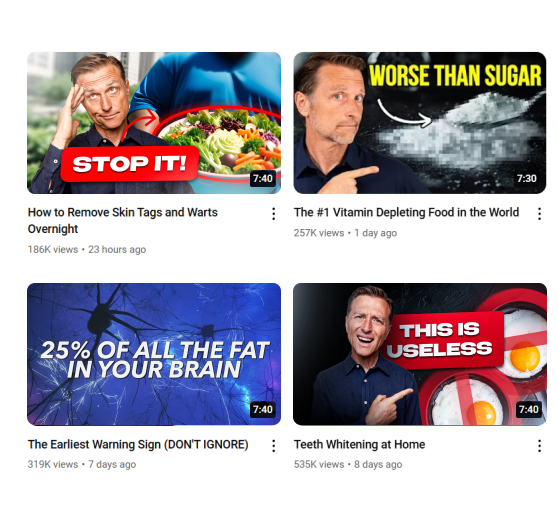 STOP IT!
7:40
WORSE THAN SUGAR
7:30
How to Remove Skin Tags and Warts
Overnight
186K views • 23 hours ago
The #1 Vitamin Depleting Food in the World
257K views • 1 day ago
25% OF ALL THE FAT
IN YOUR BRAIN
7:40
THIS IS
USELESS
7:40
The Earliest Warning Sign (DON'T IGNORE)
319K views • 7 days ago
Teeth Whitening at Home
535K views • 8 days ago